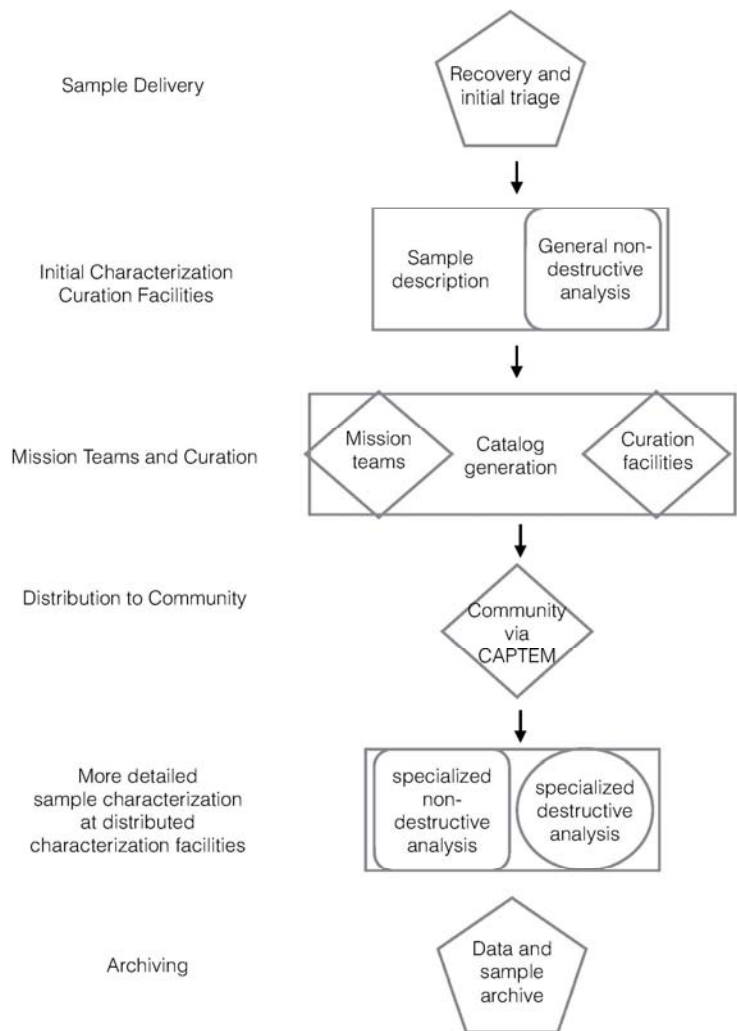 Sample Delivery
Recovery and
initial triage
Initial Characterization
Curation Facilities
Sample
description
General non-
destructive
analysis
Mission Teams and Curation
Mission
teams
Catalog
generation
Curation
facilities
Distribution to Community
Community
via
CAPTEM
More detailed
sample characterization
at distributed
characterization facilities
specialized
non-
destructive
analysis
specialized
destructive
analysis
Archiving
Data and
sample
archive